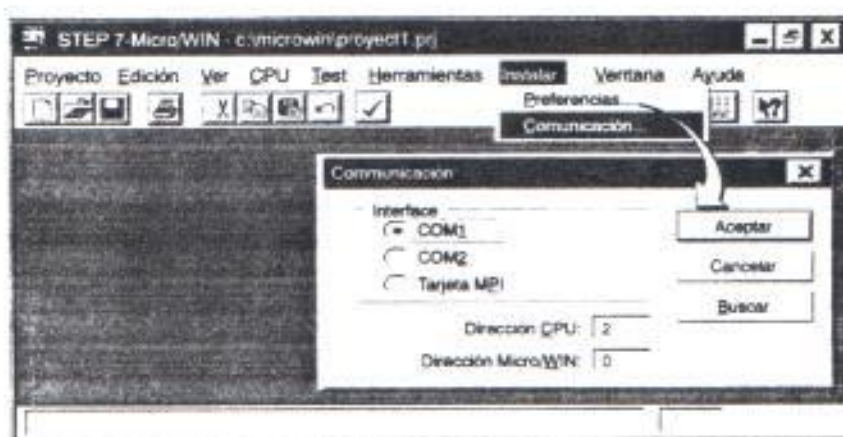 STEP 7-Micro/WIN - c:\microwin\proyect1.prj
Proyecto Edición Ver CPU Test Herramientas Instalar Ventana Ayuda
Preferencias...
Comunicación...
Communicación
Interface
COM1
COM2
Tarjeta MPI
Dirección CPU: 2
Dirección Micro/WIN: 0
Aceptar
Cancelar
Buscar